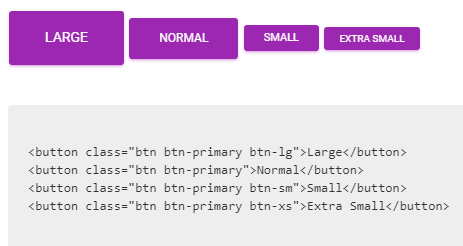 LARGE NORMAL SMALL EXTRA SMALL
<button class="btn btn-primary btn-lg">Large</button>
<button class="btn btn-primary">Normal</button>
<button class="btn btn-primary btn-sm">Small</button>
<button class="btn btn-primary btn-xs">Extra Small</button>